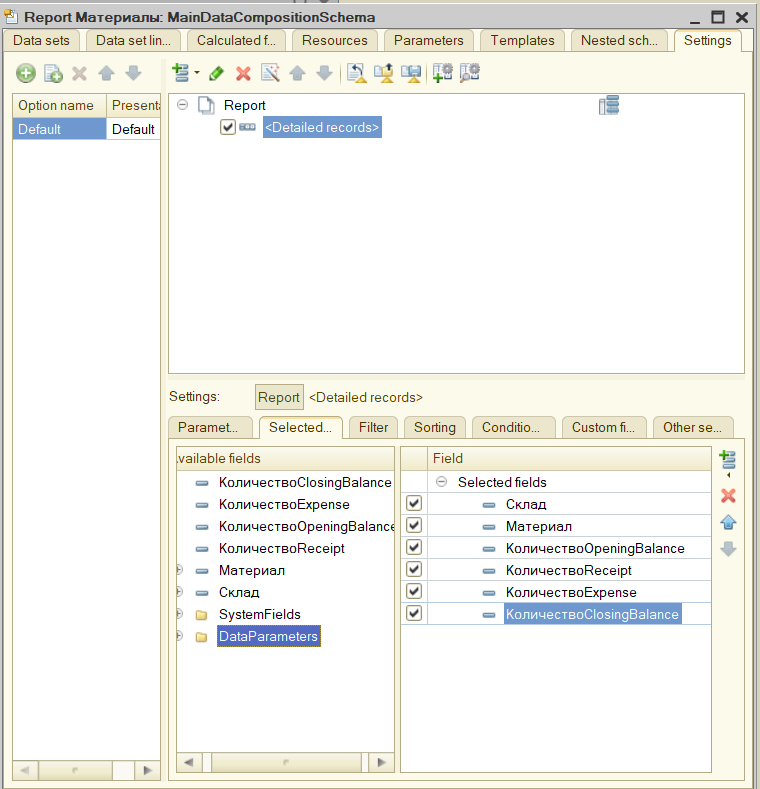 Report Материалы: MainDataCompositionSchema
Data sets Data set lin... Calculated f... Resources Parameters Templates Nested sch... Settings
Option name Presenta
Default Default
Report
<Detailed records>
Settings: Report <Detailed records>
Paramet... Selected... Filter Sorting Conditio... Custom fi... Other se...
Available fields
КоличествоClosingBalance
КоличествоExpense
КоличествоOpeningBalance
КоличествоReceipt
Материал
Склад
SystemFields
DataParameters
Field
Selected fields
Склад
Материал
КоличествоOpeningBalance
КоличествоReceipt
КоличествоExpense
КоличествоClosingBalance